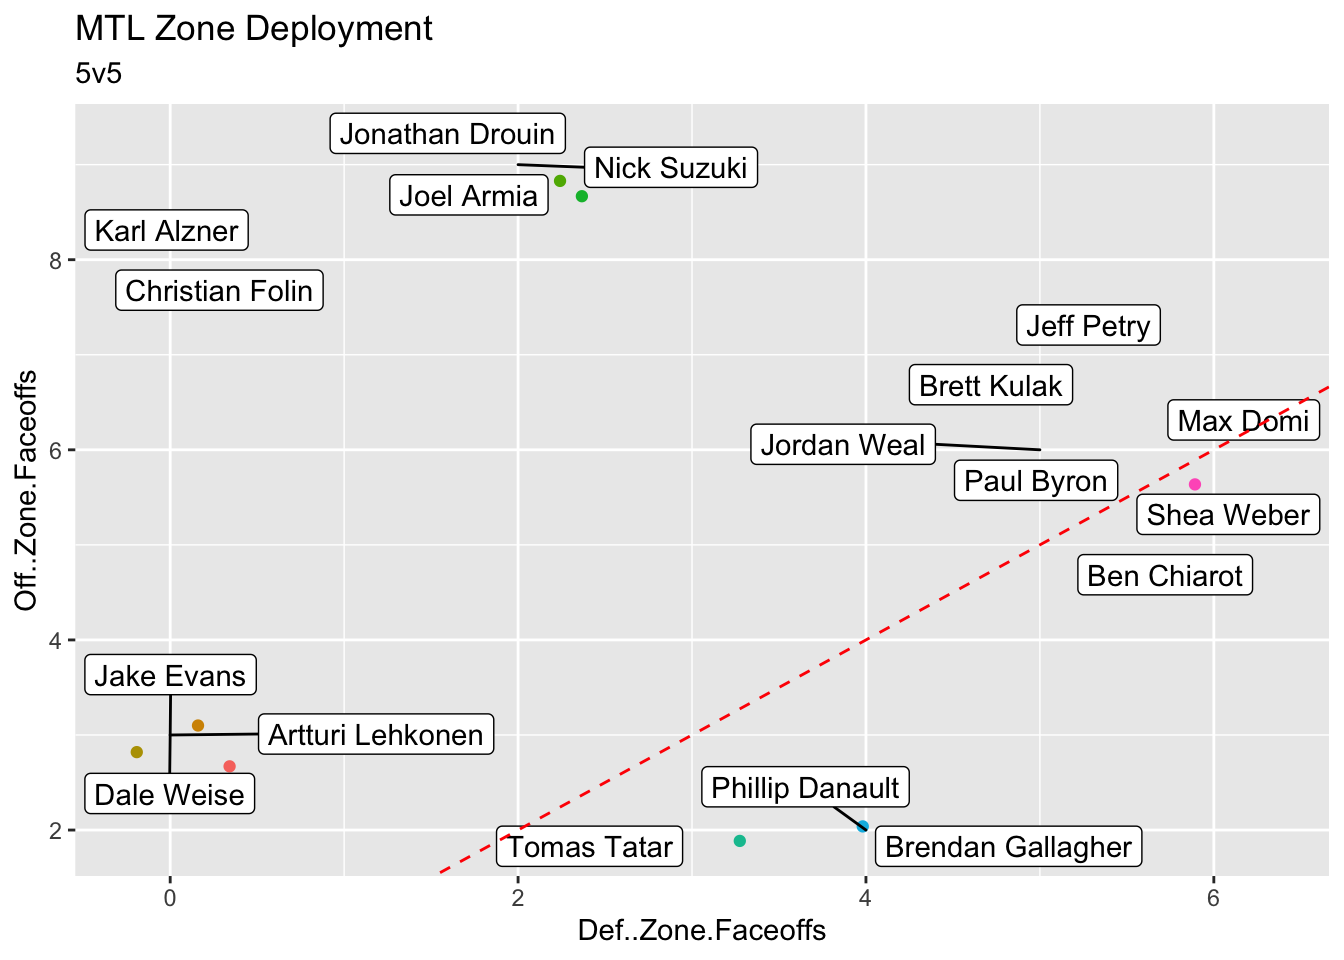 MTL Zone Deployment
5v5
Jonathan Drouin
Nick Suzuki
Joel Armia
Karl Alzner
Christian Folin
Jeff Petry
Brett Kulak
Max Domi
Jordan Weal
Paul Byron
Shea Weber
Ben Chiarot
Jake Evans
Artturi Lehkonen
Dale Weise
Phillip Danault
Tomas Tatar
Brendan Gallagher
8
6
4
2
0
2
4
6
Off..Zone.Faceoffs
Def..Zone.Faceoffs